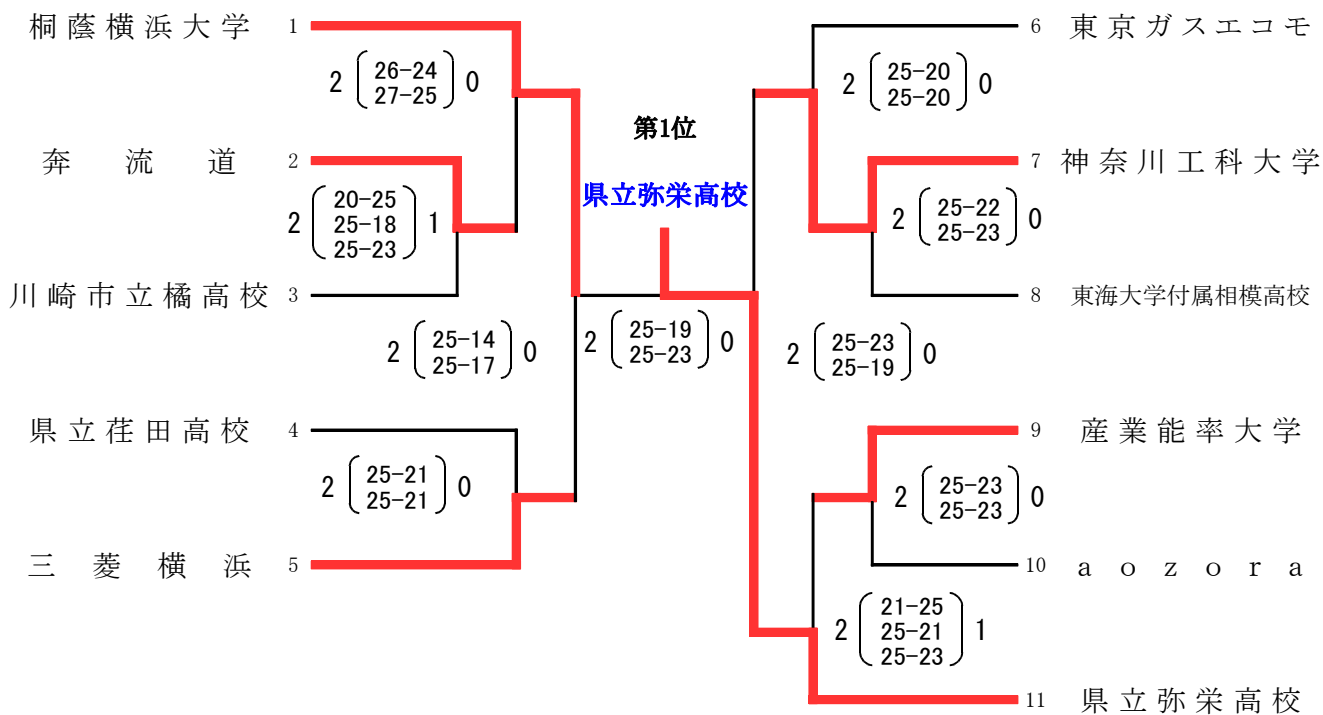 桐蔭横浜大学 1
2 26-24 0
27-25
奔流道 2
2 20-25 1
25-18
25-23
川崎市立橘高校 3
2 25-14 0
25-17
県立荏田高校 4
2 25-21 0
25-21
三菱横浜 5
第1位
県立弥栄高校
2 25-19 0
25-23
6 東京ガスエコモ
2 25-20 0
25-20
7 神奈川工科大学
2 25-22 0
25-23
8 東海大学付属相模高校
2 25-23 0
25-19
9 産業能率大学
2 25-23 0
25-23
10 aozora
2 21-25 1
25-21
25-23
11 県立弥栄高校